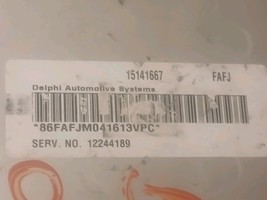 15141667 FAFJ
Delphi Automotive Systems
*86FAFJM041613VPC*
SERV. NO. 12244189